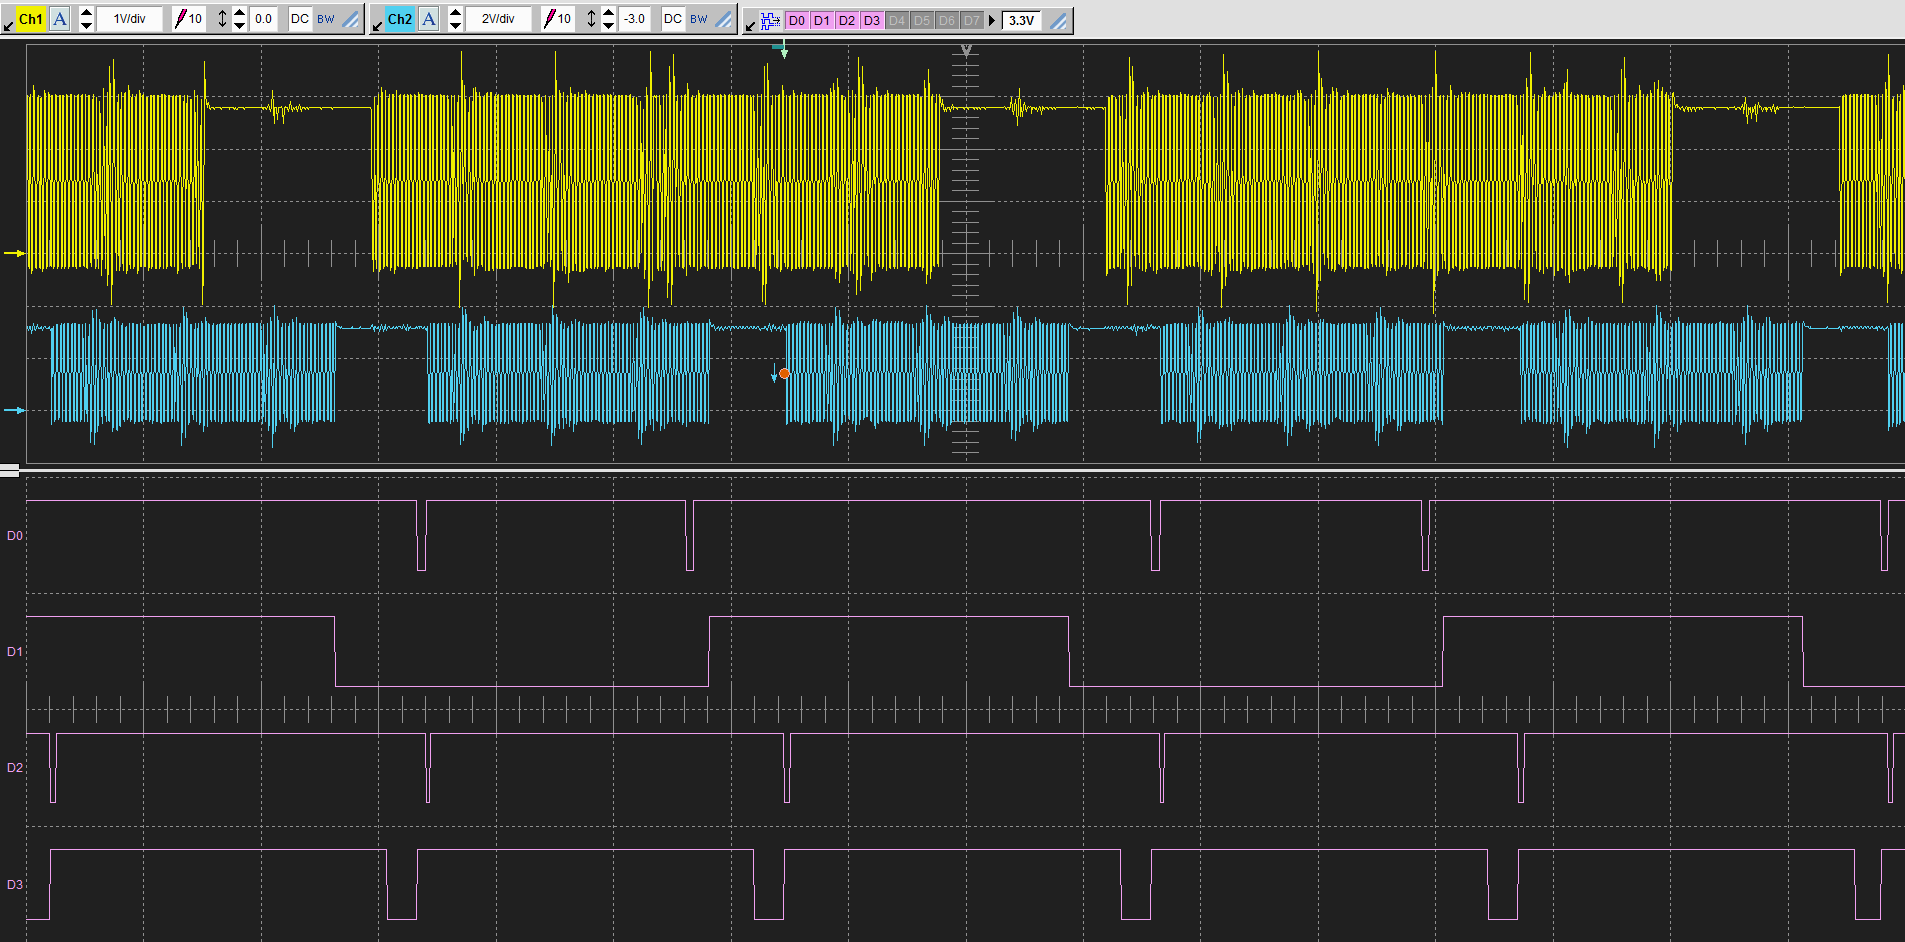 Ch1 A 1V/div 10 0.0 DC BW Ch2 A 2V/div 10 -3.0 DC BW D0 D1 D2 D3 D4 D5 D6 D7 3.3V
D0
D1
D2
D3